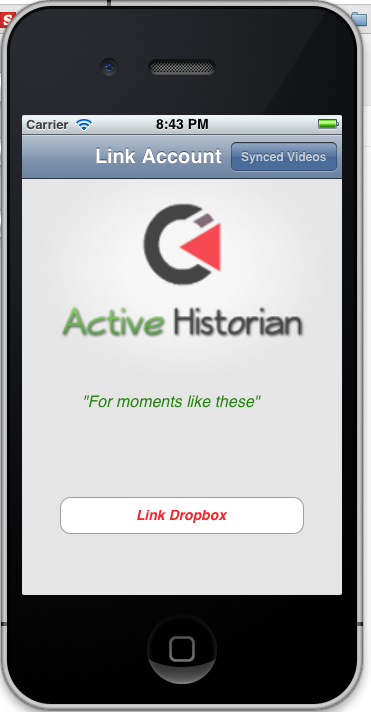 S
Carrier 8:43 PM
Link Account Synced Videos
Active Historian
"For moments like these"
Link Dropbox